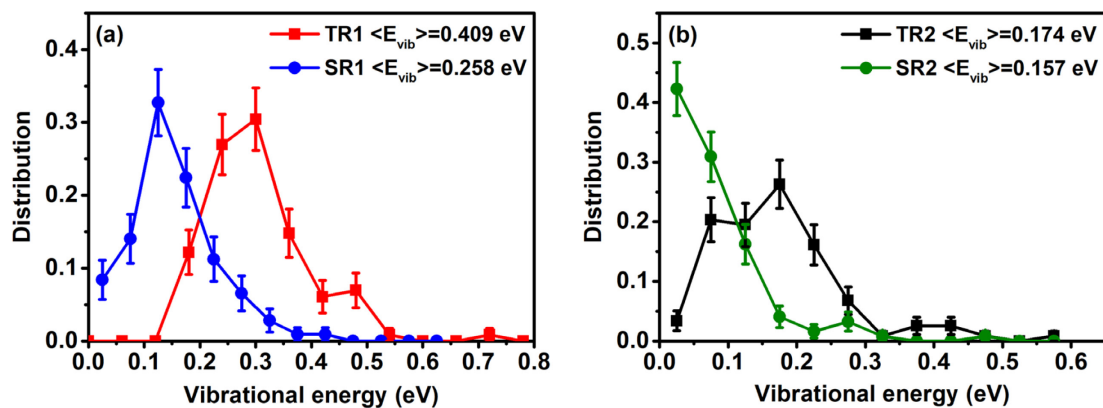 (a)
TR1 <E_vib>=0.409 eV
SR1 <E_vib>=0.258 eV
0.4
0.3
0.2
0.1
0.0
Distribution
0.0 0.1 0.2 0.3 0.4 0.5 0.6 0.7 0.8
Vibrational energy (eV)
(b)
TR2 <E_vib>=0.174 eV
SR2 <E_vib>=0.157 eV
0.5
0.4
0.3
0.2
0.1
0.0
Distribution
0.0 0.1 0.2 0.3 0.4 0.5 0.6
Vibrational energy (eV)